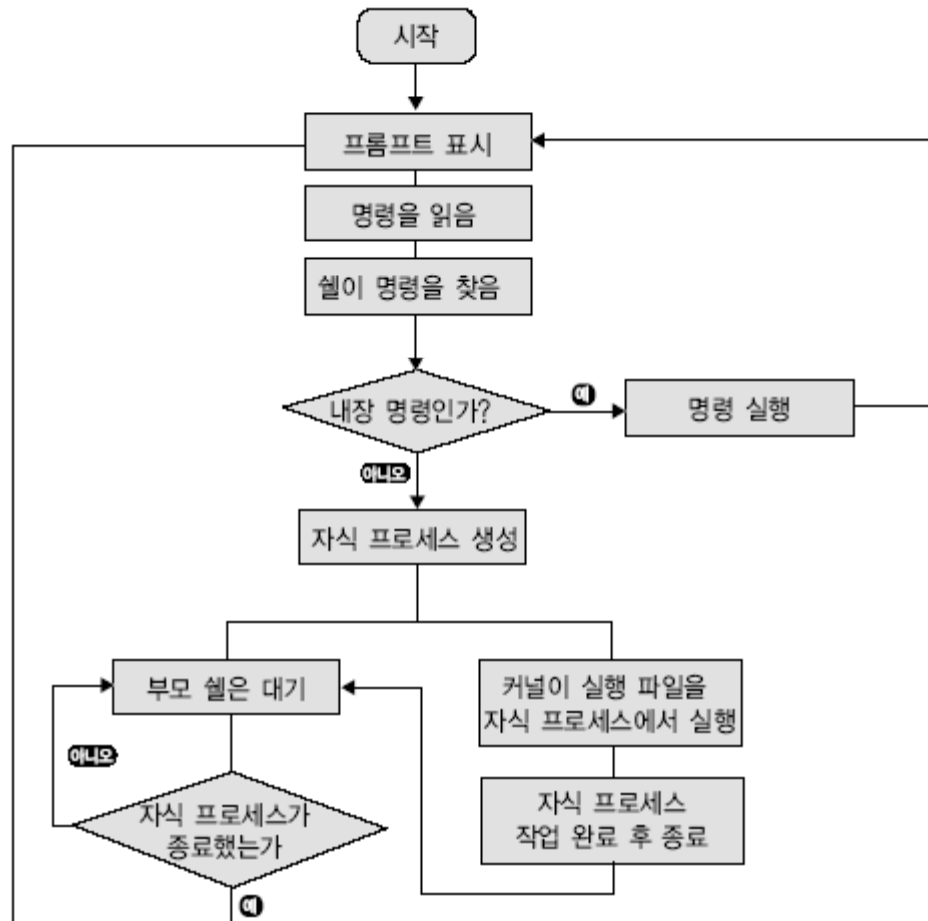 시작
프롬프트 표시
명령을 읽음
쉘이 명령을 찾음
내장 명령인가?
예
명령 실행
아니오
자식 프로세스 생성
부모 쉘은 대기
커널이 실행 파일을
자식 프로세스에서 실행
아니오
자식 프로세스가
종료했는가
자식 프로세스
작업 완료 후 종료
예